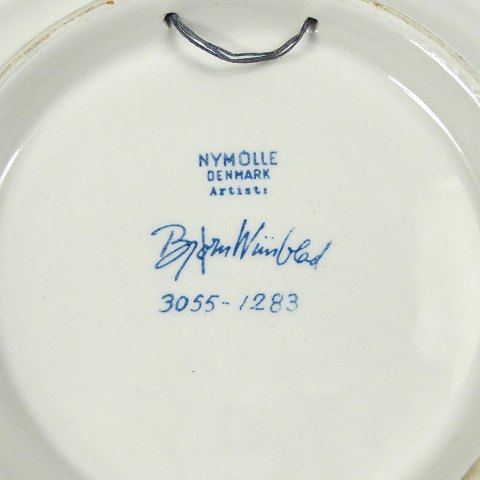 NYMÖLLE
DENMARK
Artist:
Bjørn Wiinblad
3055-1283